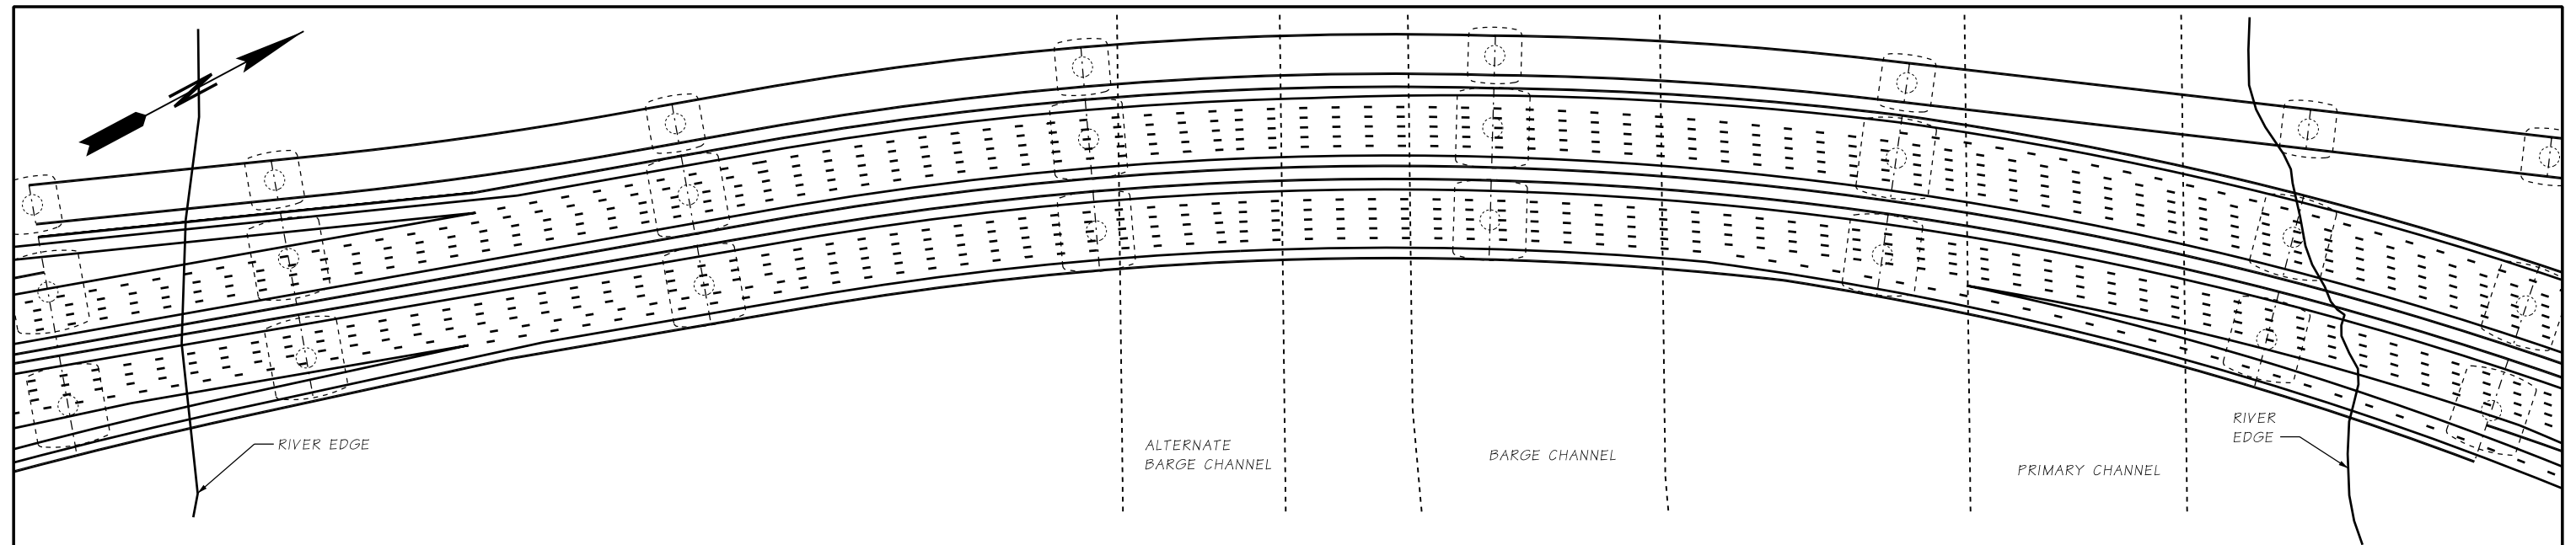 RIVER EDGE
ALTERNATE
BARGE CHANNEL
BARGE CHANNEL
PRIMARY CHANNEL
RIVER
EDGE